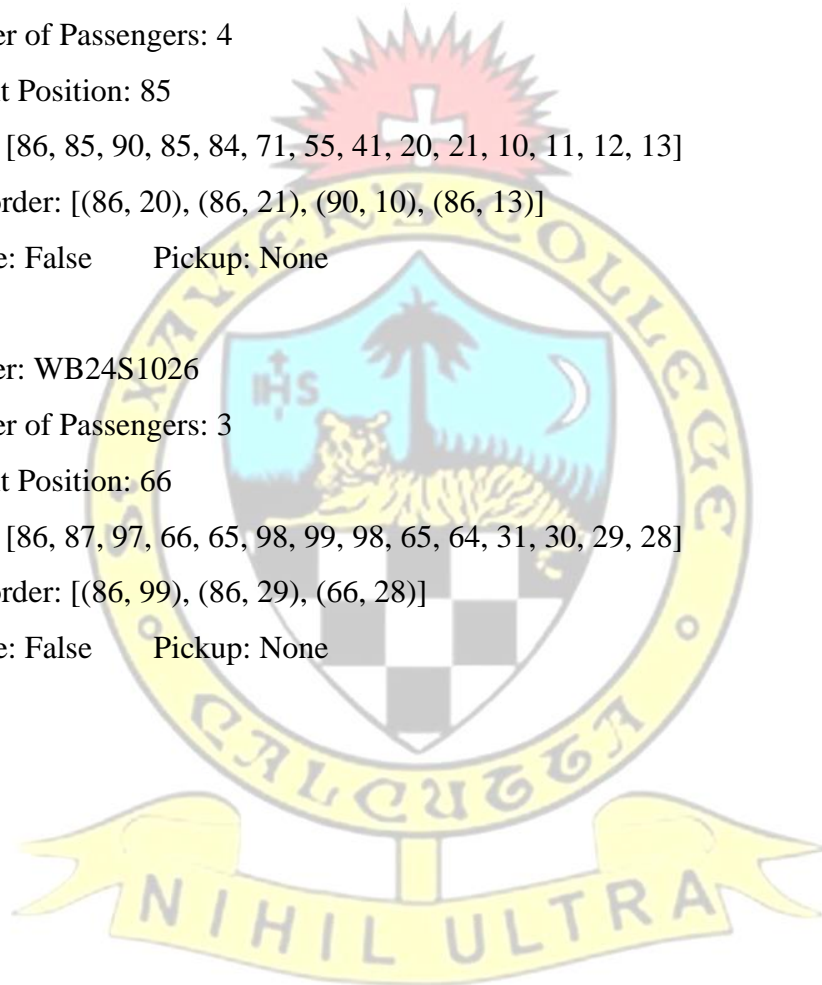 er of Passengers: 4
t Position: 85
[86, 85, 90, 85, 84, 71, 55, 41, 20, 21, 10, 11, 12, 13]
order: [(86, 20), (86, 21), (90, 10), (86, 13)]
e: False Pickup: None
er: WB24S1026
er of Passengers: 3
t Position: 66
[86, 87, 97, 66, 65, 98, 99, 98, 65, 64, 31, 30, 29, 28]
order: [(86, 99), (86, 29), (66, 28)]
e: False Pickup: None
ST. XAVIER'S COLLEGE
IHS
CALCUTTA
NIHIL ULTRA